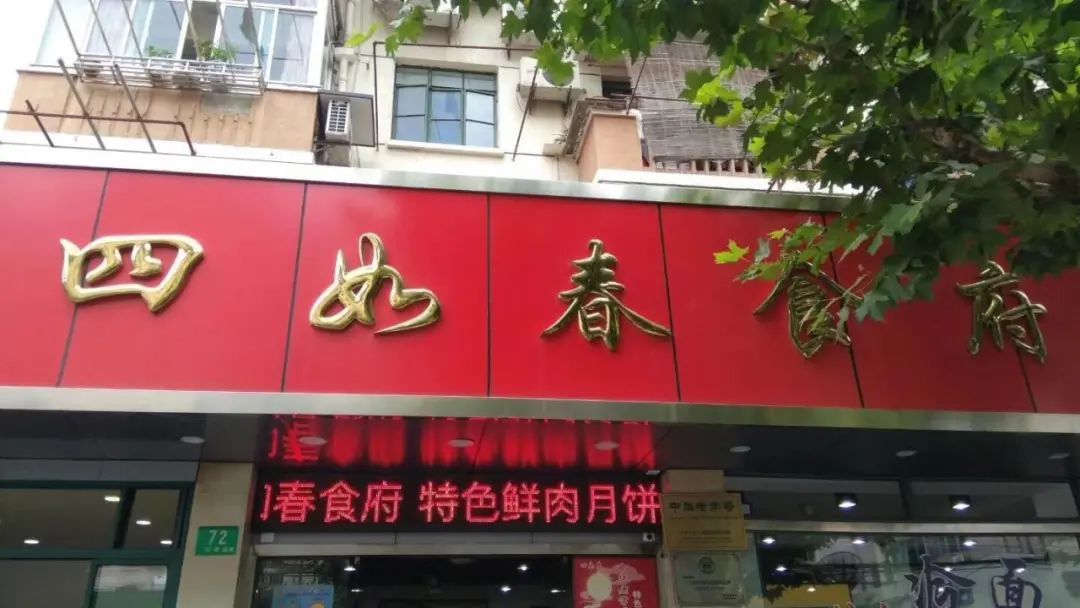 四如春食府
春食府 特色鲜肉月饼
中华老字号
72
面